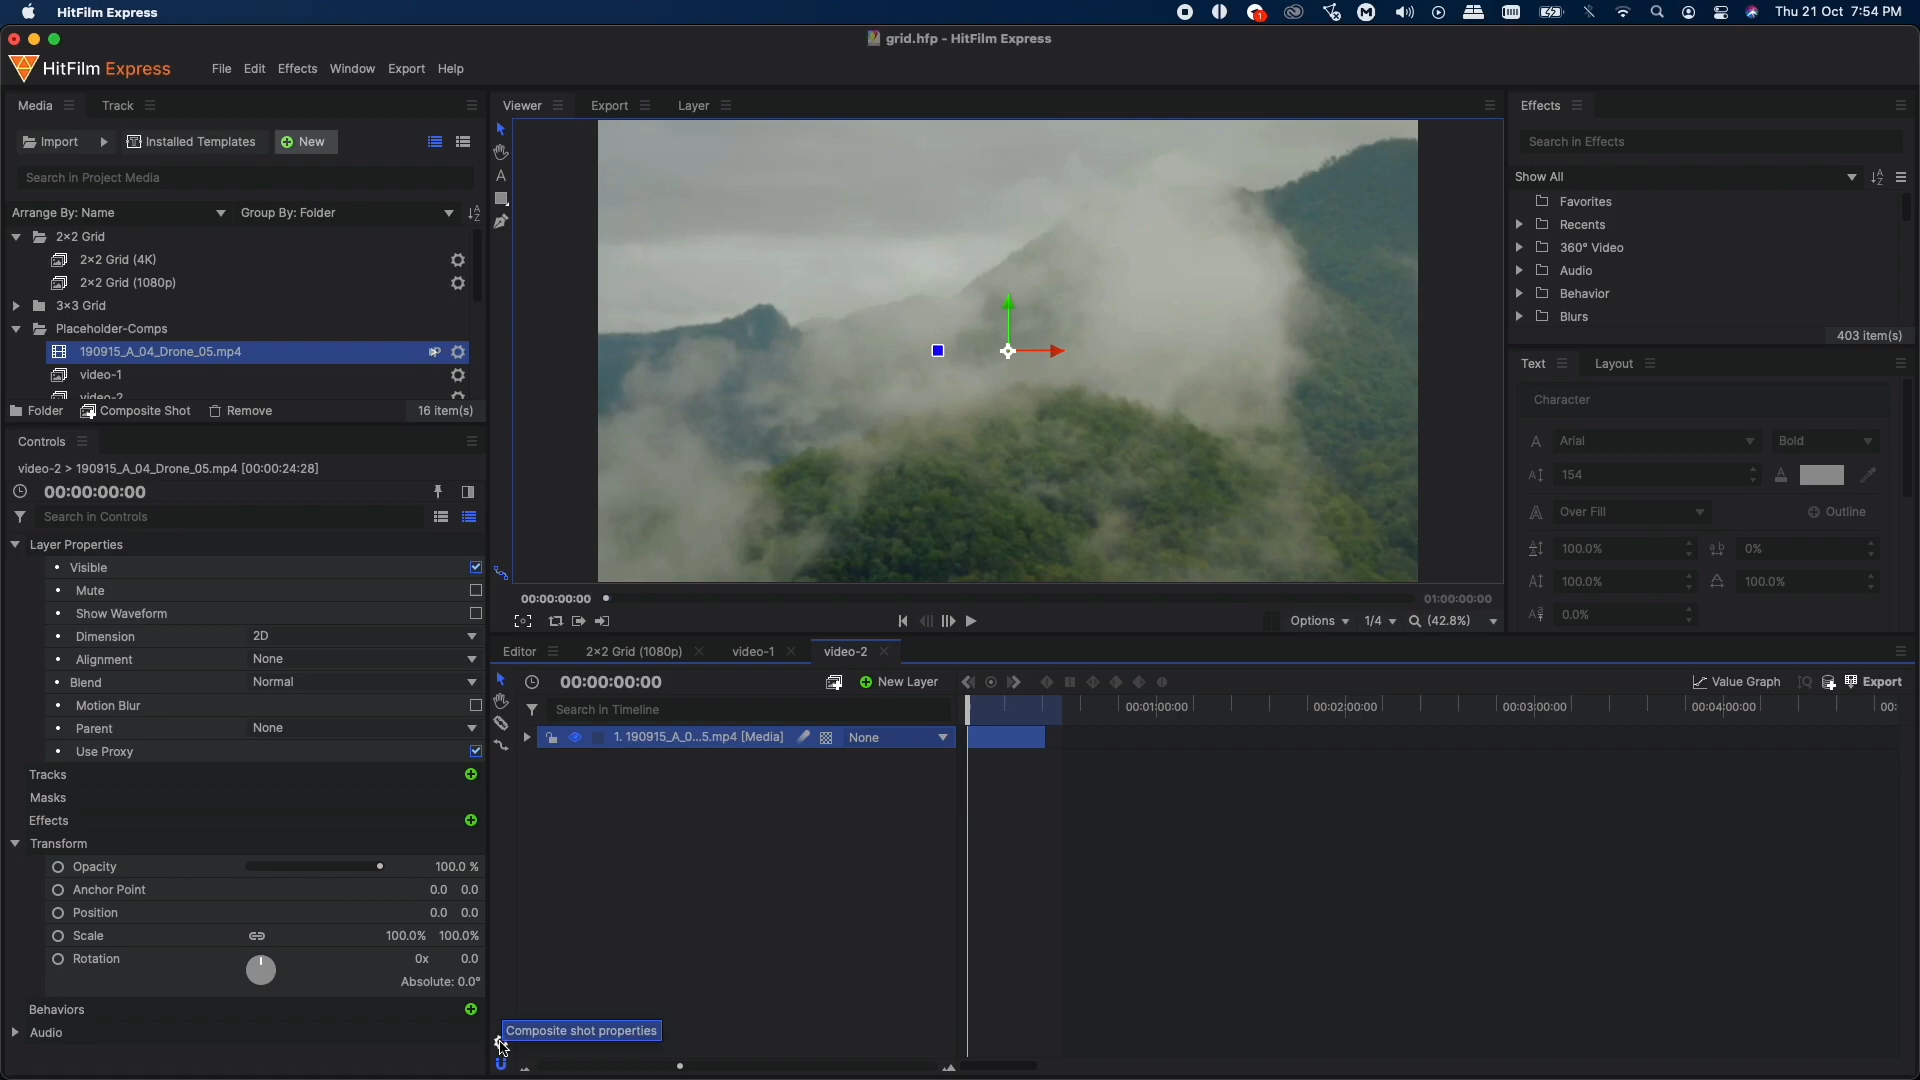 HitFilm Express
1
Thu 21 Oct 7:54 PM
grid.hfp - HitFilm Express
HitFilm Express
File Edit Effects Window Export Help
Media
Track
Import
Installed Templates
New
Search in Project Media
Arrange By: Name
Group By: Folder
2x2 Grid
2x2 Grid (4K)
2x2 Grid (1080p)
3x3 Grid
Placeholder-Comps
190915_A_04_Drone_05.mp4
video-1
video-2
Folder
Composite Shot
Remove
16 item(s)
Controls
video-2 > 190915_A_04_Drone_05.mp4 [00:00:24:28]
00:00:00:00
Search in Controls
Layer Properties
Visible
Mute
Show Waveform
Dimension 2D
Alignment None
Blend Normal
Motion Blur
Parent None
Use Proxy
Tracks
Masks
Effects
Transform
Opacity 100.0 %
Anchor Point 0.0 0.0
Position 0.0 0.0
Scale 100.0% 100.0%
Rotation 0x 0.0
Absolute: 0.0°
Behaviors
Audio
Viewer
Export
Layer
A
00:00:00:00
01:00:00:00
Options
1/4
(42.8%)
Editor
2x2 Grid (1080p)
video-1
video-2
00:00:00:00
New Layer
Value Graph
Export
Search in Timeline
00:01:00:00
00:02:00:00
00:03:00:00
00:04:00:00
00:
1. 190915_A_0...5.mp4 [Media]
None
Composite shot properties
Effects
Search in Effects
Show All
Favorites
Recents
360° Video
Audio
Behavior
Blurs
403 item(s)
Text
Layout
Character
Arial
Bold
154
Over Fill
Outline
100.0%
0%
100.0%
100.0%
0.0%